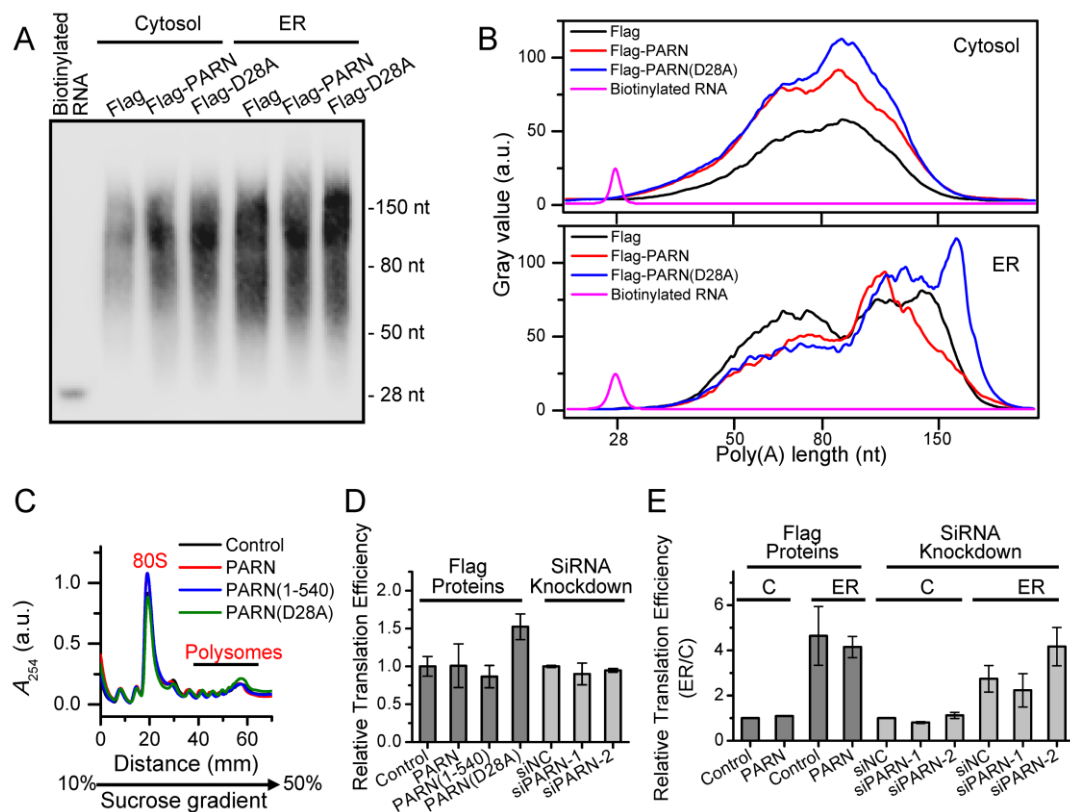 A
Cytosol
ER
Biotinylated
RNA
Flag
Flag-PARN
Flag-D28A
Flag
Flag-PARN
Flag-D28A
-150 nt
- 80 nt
- 50 nt
- 28 nt
B
Gray value (a.u.)
100
50
0
Flag
Flag-PARN
Flag-PARN(D28A)
Biotinylated RNA
Cytosol
100
50
0
Flag
Flag-PARN
Flag-PARN(D28A)
Biotinylated RNA
ER
28
50
80
150
Poly(A) length (nt)
C
A254 (a.u.)
1.0
0.5
0.0
80S
Control
PARN
PARN(1-540)
PARN(D28A)
Polysomes
0
20
40
60
Distance (mm)
10%
50%
Sucrose gradient
D
Relative Translation Efficiency
2.0
1.5
1.0
0.5
0.0
Flag
Proteins
SiRNA
Knockdown
Control
PARN
PARN(1-540)
PARN(D28A)
siNC
siPARN-1
siPARN-2
E
Relative Translation Efficiency
(ER/C)
8
6
4
2
0
Flag
Proteins
SiRNA
Knockdown
C
ER
C
ER
Control
PARN
Control
PARN
siNC
siPARN-1
siPARN-2
siNC
siPARN-1
siPARN-2